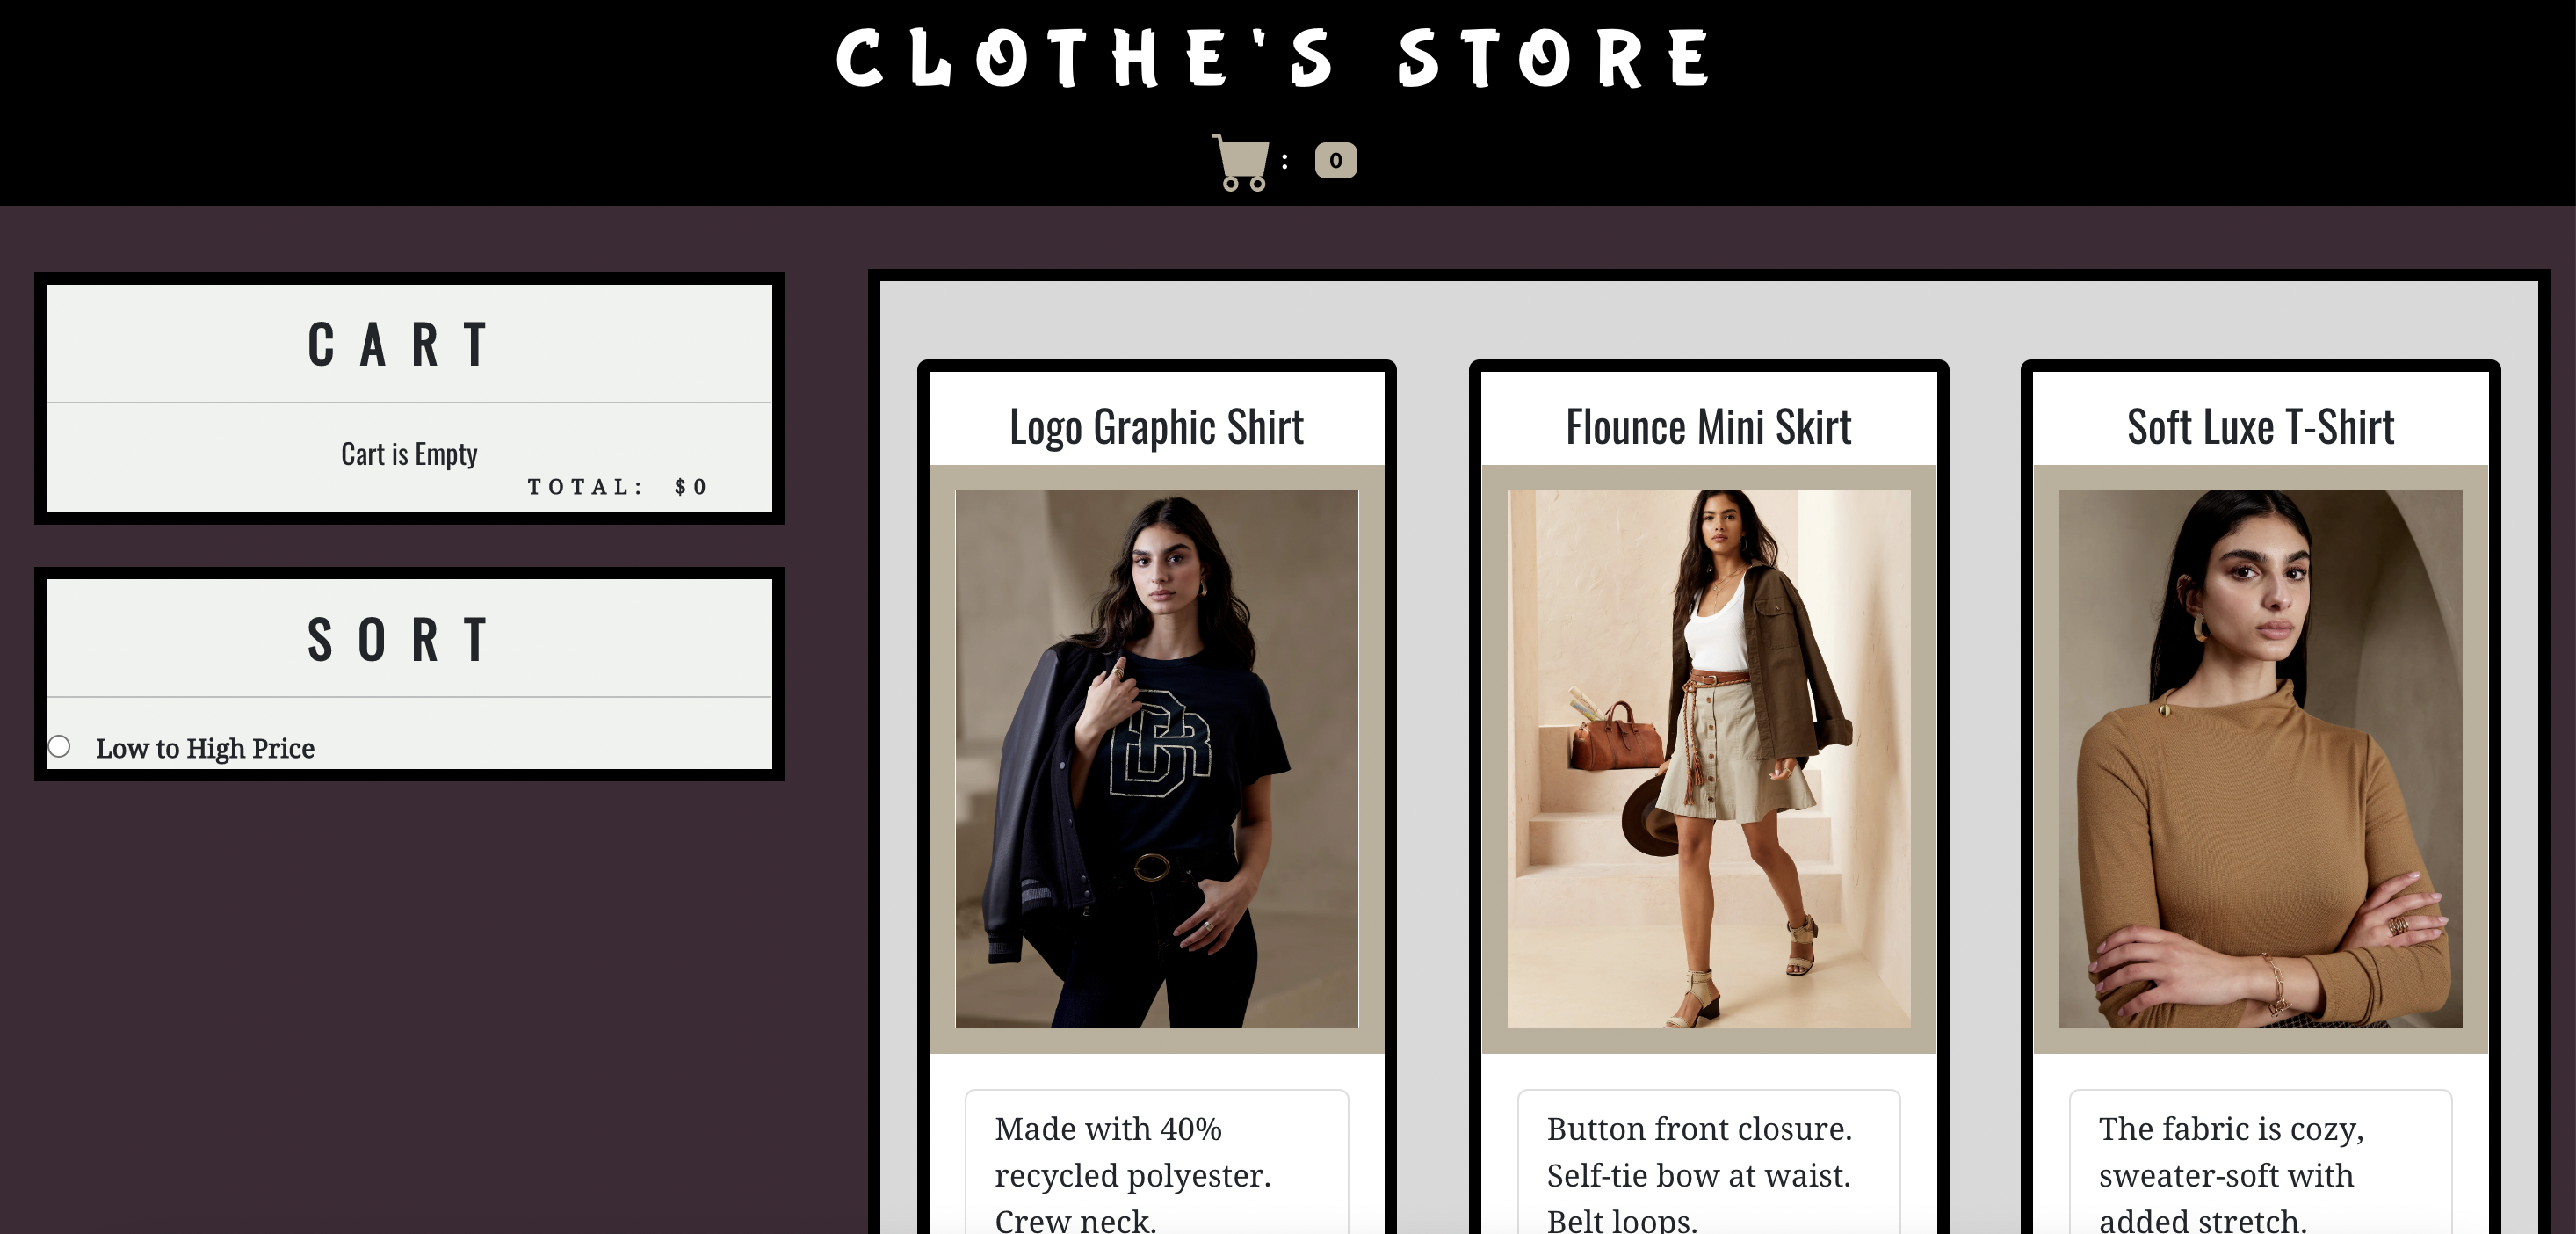 CLOTHE'S STORE
: 0
CART
Cart is Empty
TOTAL: $0
SORT
Low to High Price
Logo Graphic Shirt
BR
Made with 40%
recycled polyester.
Crew neck.
Flounce Mini Skirt
Button front closure.
Self-tie bow at waist.
Belt loops.
Soft Luxe T-Shirt
The fabric is cozy,
sweater-soft with
added stretch.